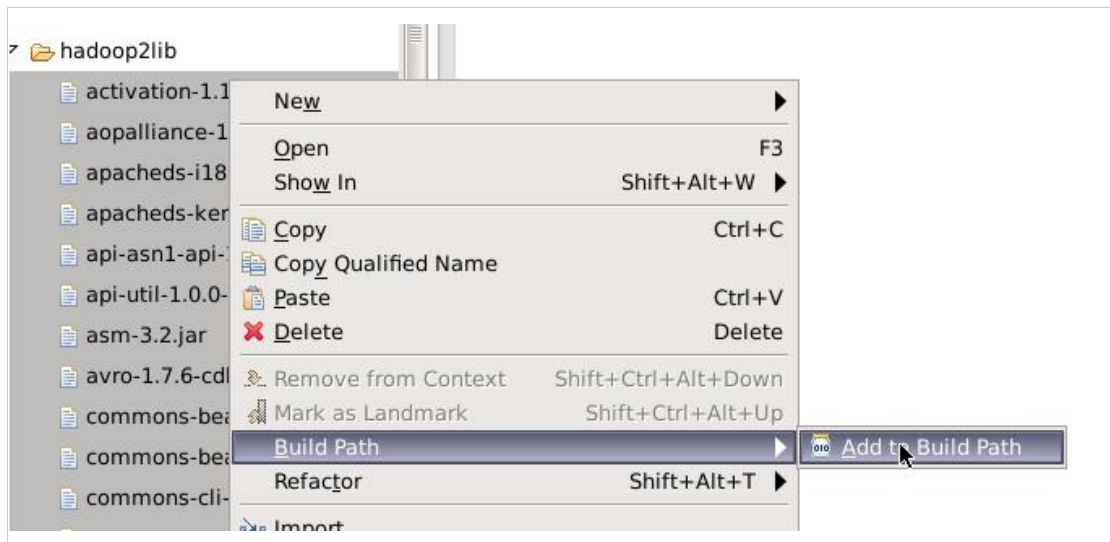 hadoop2lib
activation-1.1
aopalliance-1
apacheds-i18
apacheds-ker
api-asn1-api-
api-util-1.0.0-
asm-3.2.jar
avro-1.7.6-cdl
commons-bea
commons-bea
commons-cli-
New
Open F3
Show In Shift+Alt+W
Copy Ctrl+C
Copy Qualified Name
Paste Ctrl+V
Delete Delete
Remove from Context Shift+Ctrl+Alt+Down
Mark as Landmark Shift+Ctrl+Alt+Up
Build Path
Refactor Shift+Alt+T
Import
Add to Build Path